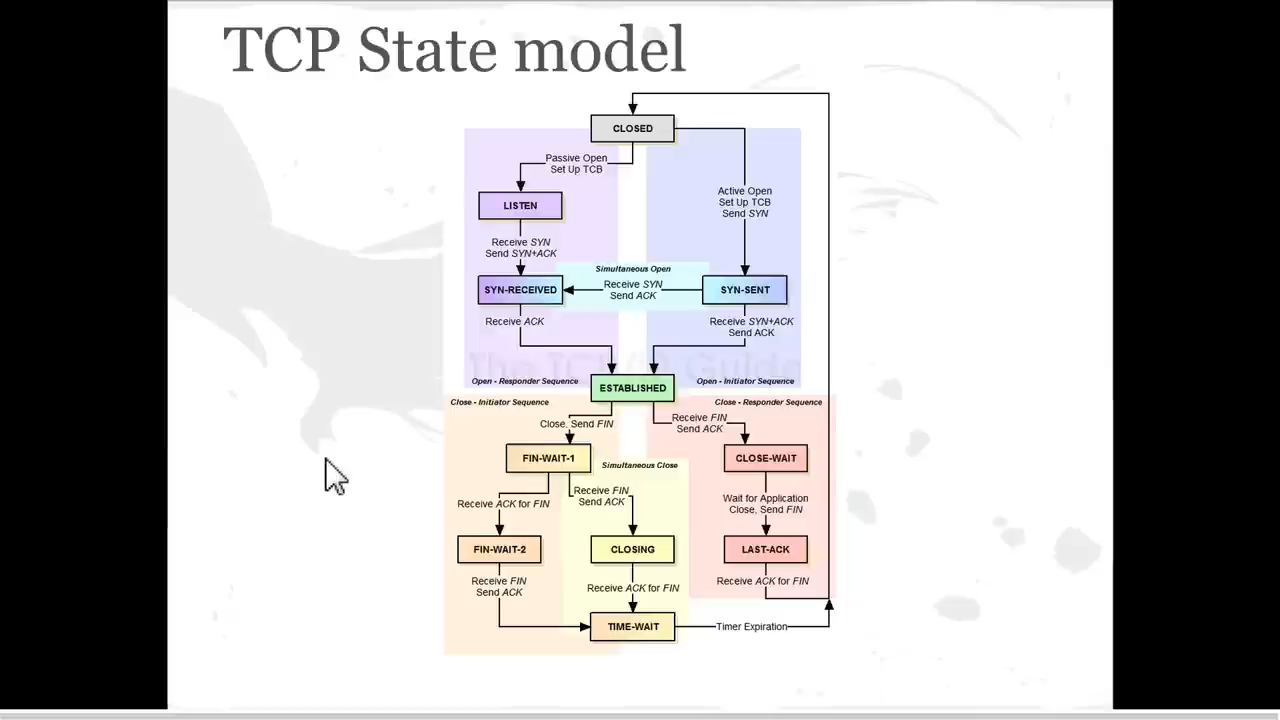 TCP State model
CLOSED
Passive Open
Set Up TCB
Active Open
Set Up TCB
Send SYN
LISTEN
Receive SYN
Send SYN+ACK
Simultaneous Open
SYN-RECEIVED
Receive SYN
Send ACK
SYN-SENT
Receive ACK
Receive SYN+ACK
Send ACK
The TCP/IP Guide
Open - Responder Sequence
ESTABLISHED
Open - Initiator Sequence
Close - Initiator Sequence
Close - Responder Sequence
Close, Send FIN
Receive FIN
Send ACK
FIN-WAIT-1
Simultaneous Close
CLOSE-WAIT
Receive ACK for FIN
Receive FIN
Send ACK
Wait for Application
Close, Send FIN
FIN-WAIT-2
CLOSING
LAST-ACK
Receive FIN
Send ACK
Receive ACK for FIN
Receive ACK for FIN
TIME-WAIT
Timer Expiration